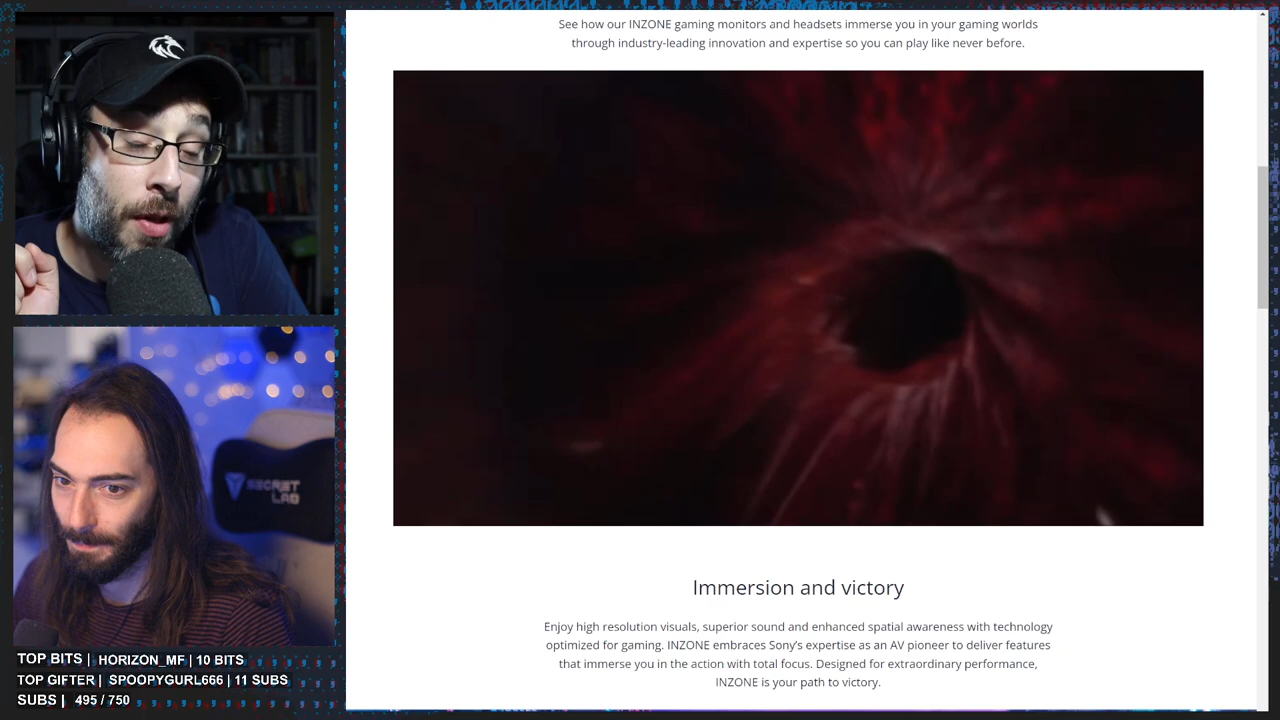 See how our INZONE gaming monitors and headsets immerse you in your gaming worlds
through industry-leading innovation and expertise so you can play like never before.
SECRET
LAB
Immersion and victory
Enjoy high resolution visuals, superior sound and enhanced spatial awareness with technology
optimized for gaming. INZONE embraces Sony's expertise as an AV pioneer to deliver features
that immerse you in the action with total focus. Designed for extraordinary performance,
INZONE is your path to victory.
TOP BITS | HORIZON_MF | 10 BITS
TOP GIFTER | SPOOPYGURL666 | 11 SUBS
SUBS | 495 / 750